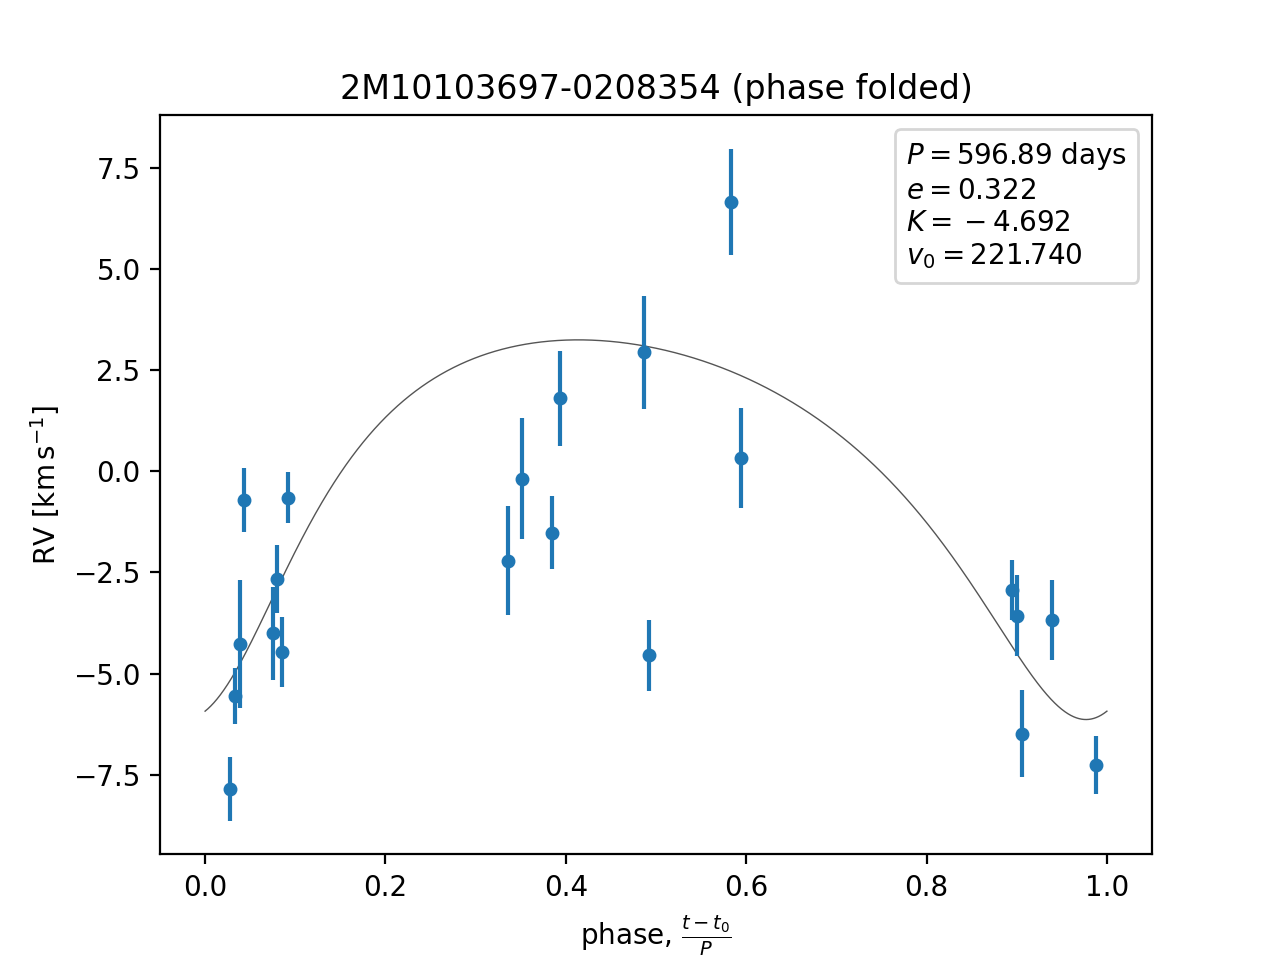 2M10103697-0208354 (phase folded)
P = 596.89 days
e = 0.322
K = −4.692
v₀ = 221.740
7.5
5.0
2.5
0.0
−2.5
−5.0
−7.5
RV [km s⁻¹]
0.0 0.2 0.4 0.6 0.8 1.0
phase, (t − t₀)/P